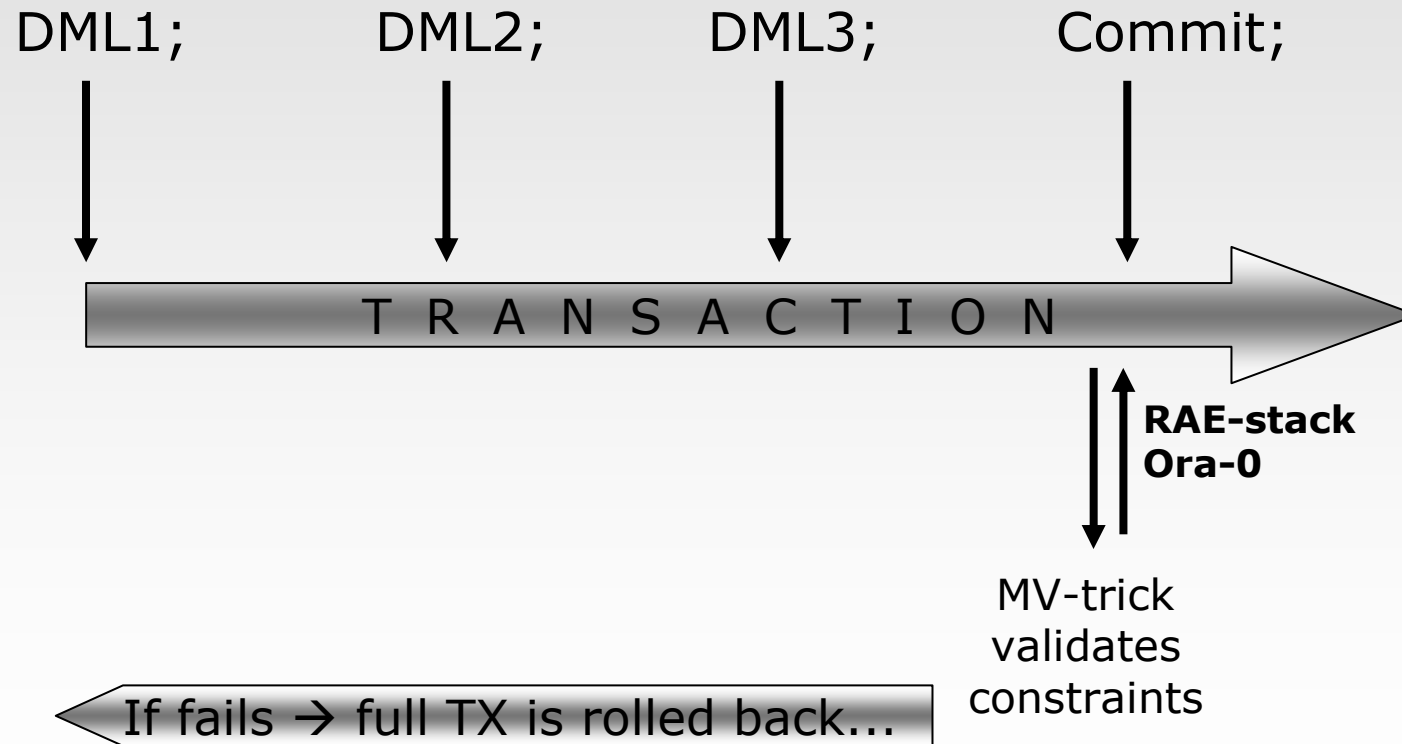 DML1; DML2; DML3; Commit;
T R A N S A C T I O N
RAE-stack
Ora-0
MV-trick
validates
constraints
If fails → full TX is rolled back...